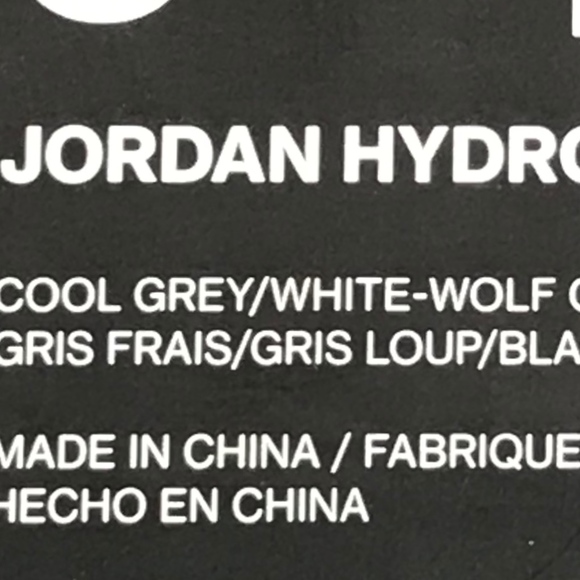 JORDAN HYDRO
COOL GREY/WHITE-WOLF
GRIS FRAIS/GRIS LOUP/BLA
MADE IN CHINA / FABRIQUE
HECHO EN CHINA